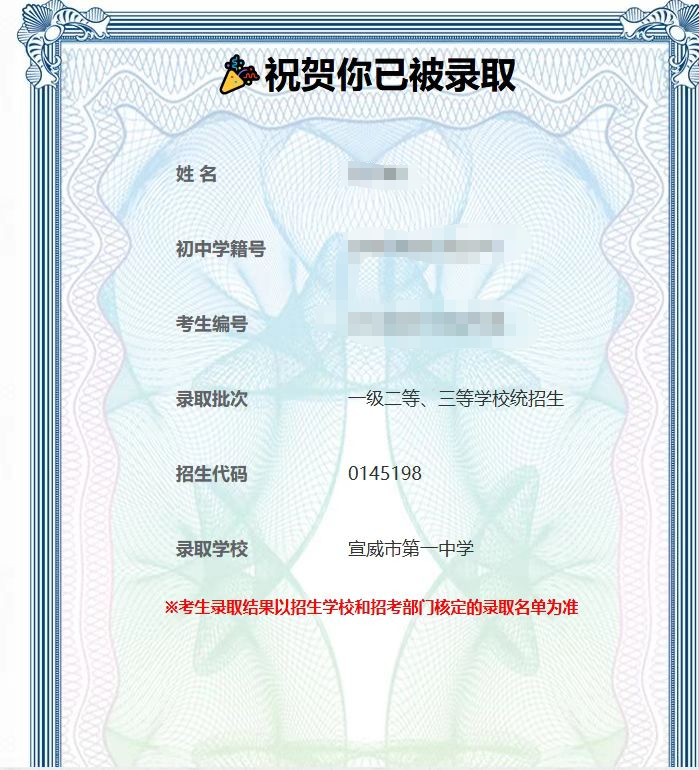 祝贺你已被录取
姓 名
初中学籍号
考生编号
录取批次 一级二等、三等学校统招生
招生代码 0145198
录取学校 宣威市第一中学
※考生录取结果以招生学校和招考部门核定的录取名单为准